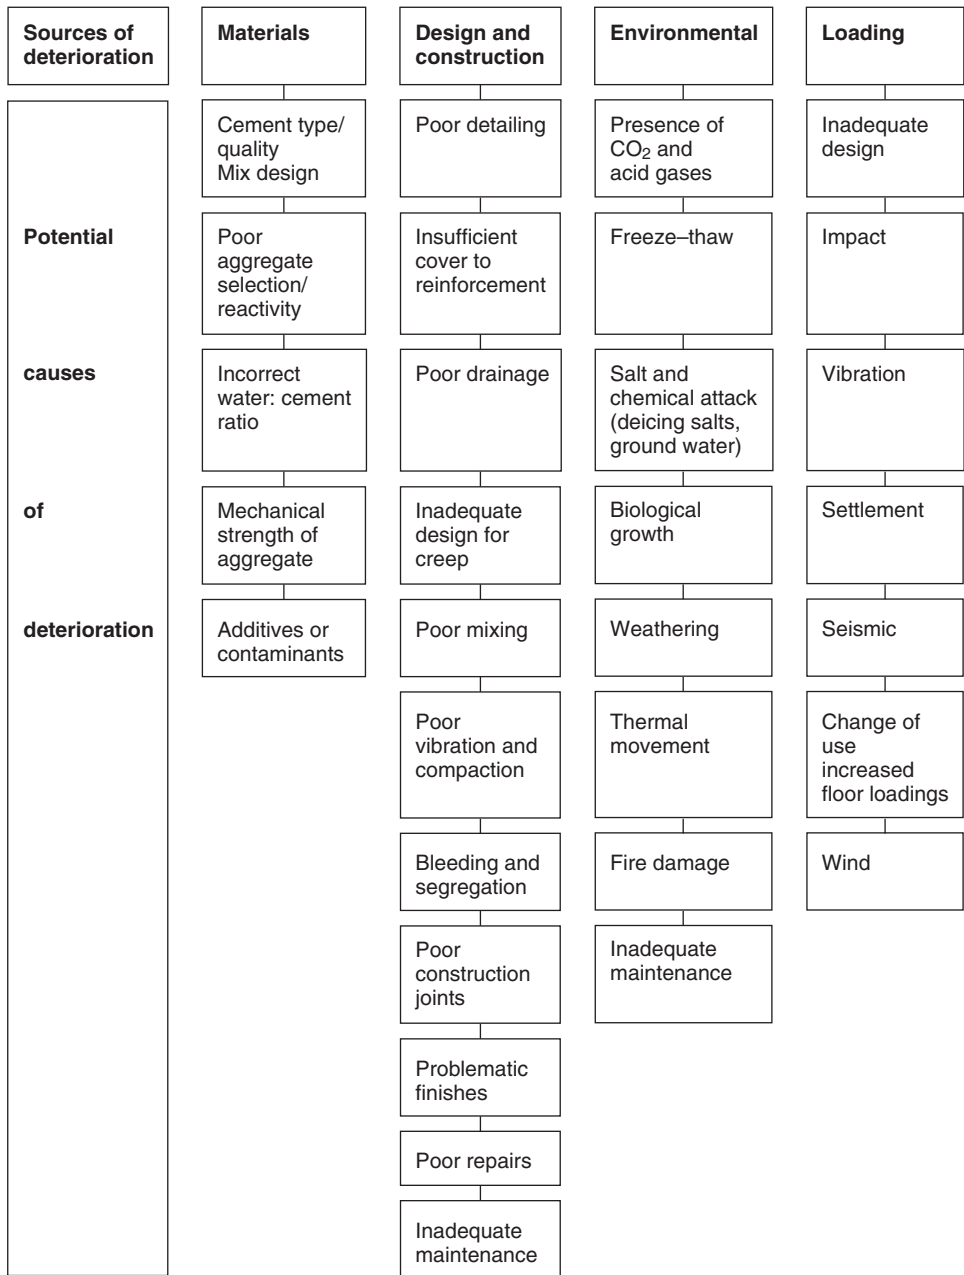 Sources of
deterioration
Materials
Design and
construction
Environmental
Loading
Potential
causes
of
deterioration
Cement type/
quality
Mix design
Poor
aggregate
selection/
reactivity
Incorrect
water: cement
ratio
Mechanical
strength of
aggregate
Additives or
contaminants
Poor detailing
Insufficient
cover to
reinforcement
Poor drainage
Inadequate
design for
creep
Poor mixing
Poor
vibration and
compaction
Bleeding and
segregation
Poor
construction
joints
Problematic
finishes
Poor repairs
Inadequate
maintenance
Presence of
CO₂ and
acid gases
Freeze–thaw
Salt and
chemical attack
(deicing salts,
ground water)
Biological
growth
Weathering
Thermal
movement
Fire damage
Inadequate
maintenance
Inadequate
design
Impact
Vibration
Settlement
Seismic
Change of
use
increased
floor loadings
Wind